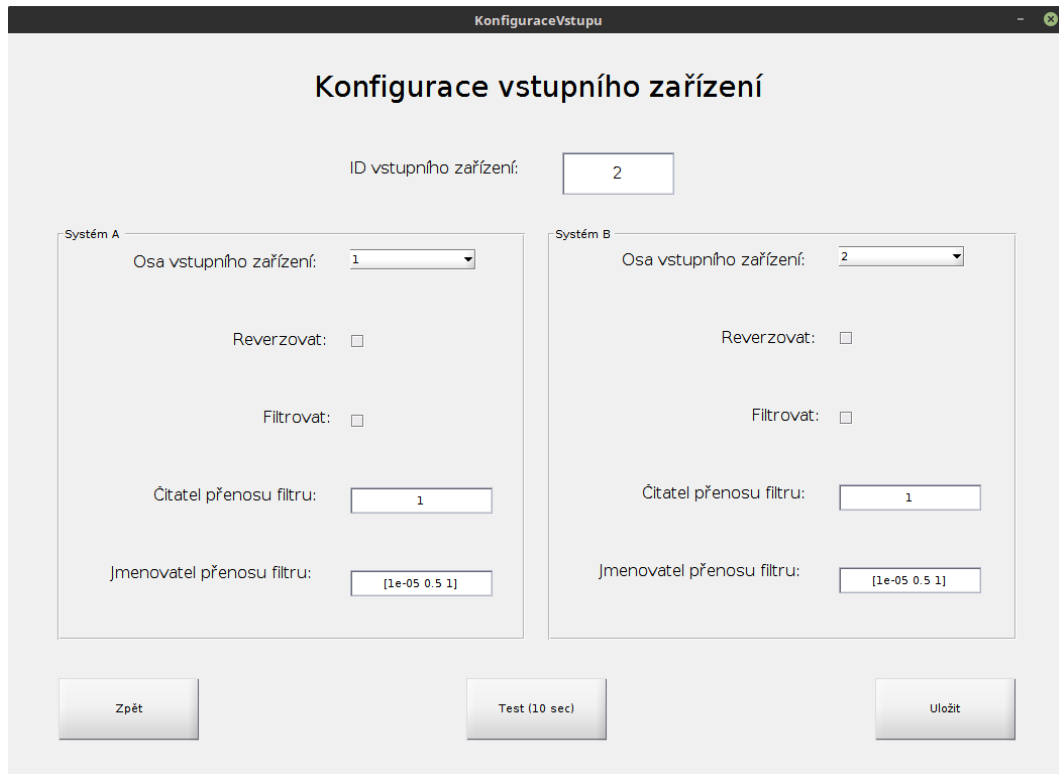 KonfiguraceVstupu
Konfigurace vstupního zařízení
ID vstupního zařízení: 2
Systém A
Osa vstupního zařízení: 1
Reverzovat:
Filtrovat:
Čitatel přenosu filtru: 1
Jmenovatel přenosu filtru: [1e-05 0.5 1]
Systém B
Osa vstupního zařízení: 2
Reverzovat:
Filtrovat:
Čitatel přenosu filtru: 1
Jmenovatel přenosu filtru: [1e-05 0.5 1]
Zpět
Test (10 sec)
Uložit